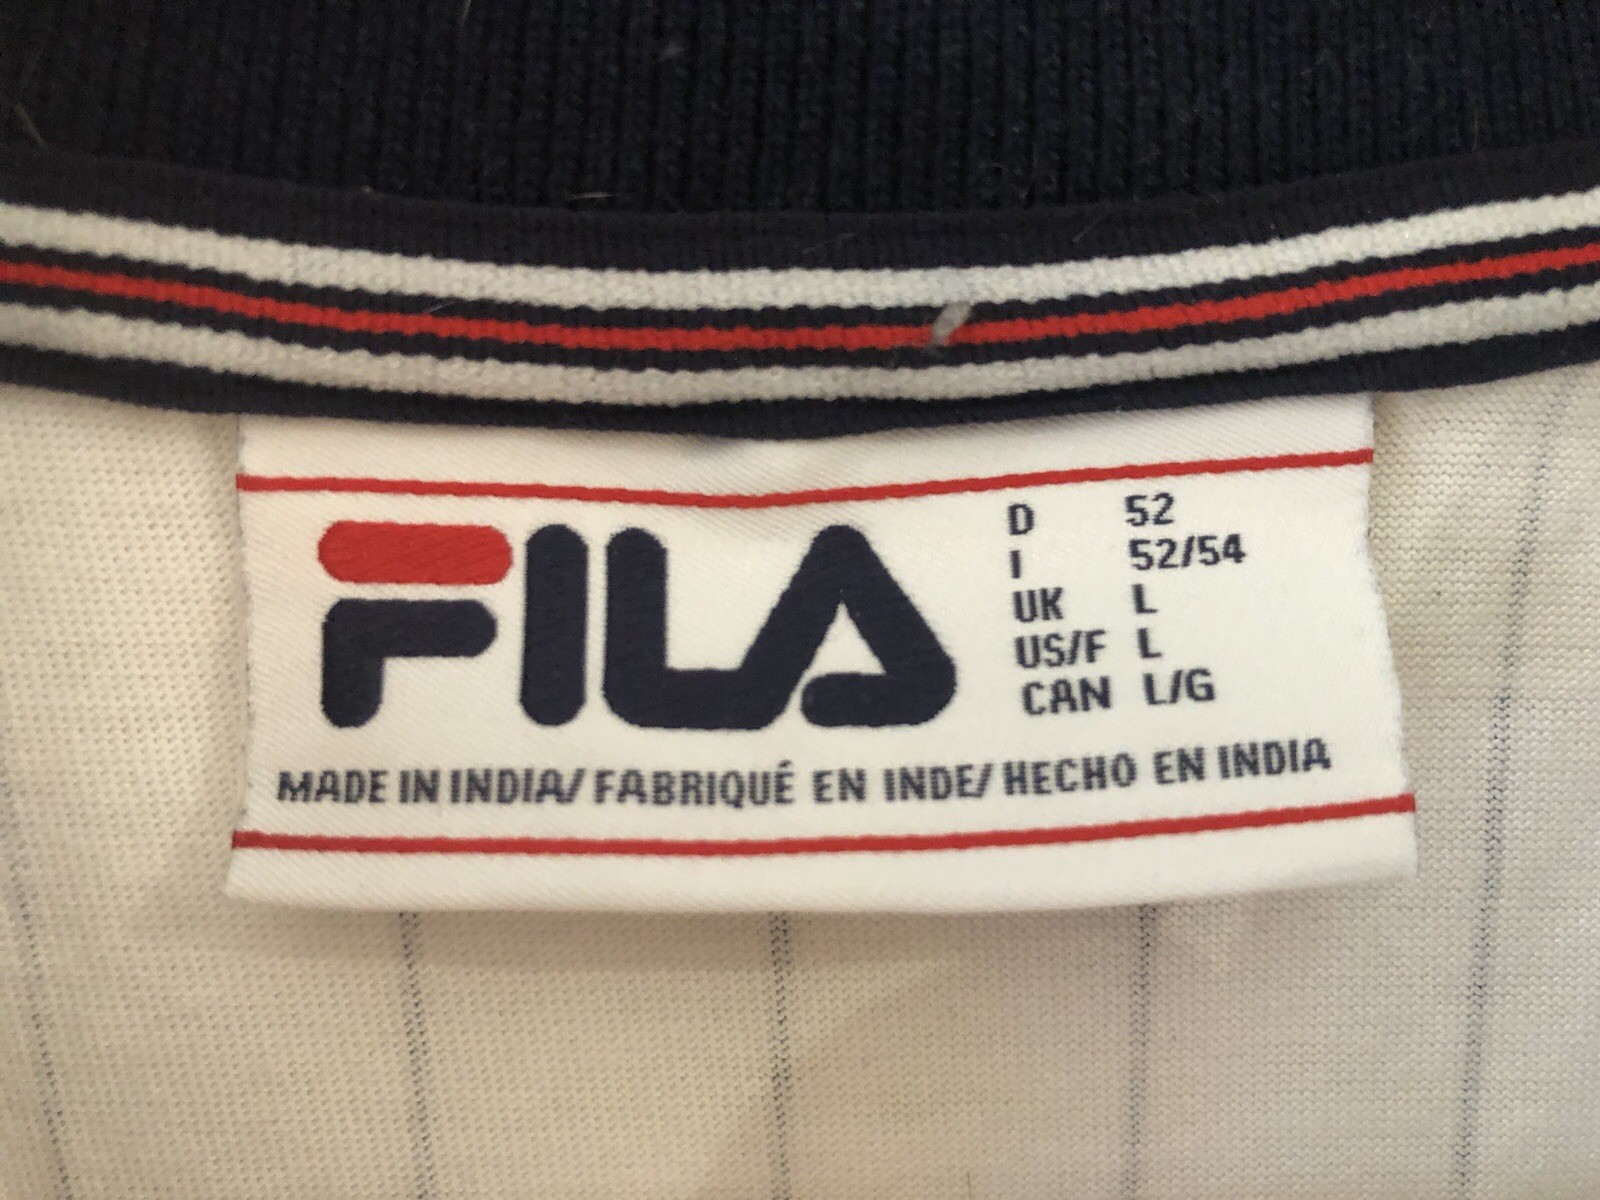 FILA
D 52
I 52/54
UK L
US/F L
CAN L/G
MADE IN INDIA/ FABRIQUÉ EN INDE/ HECHO EN INDIA